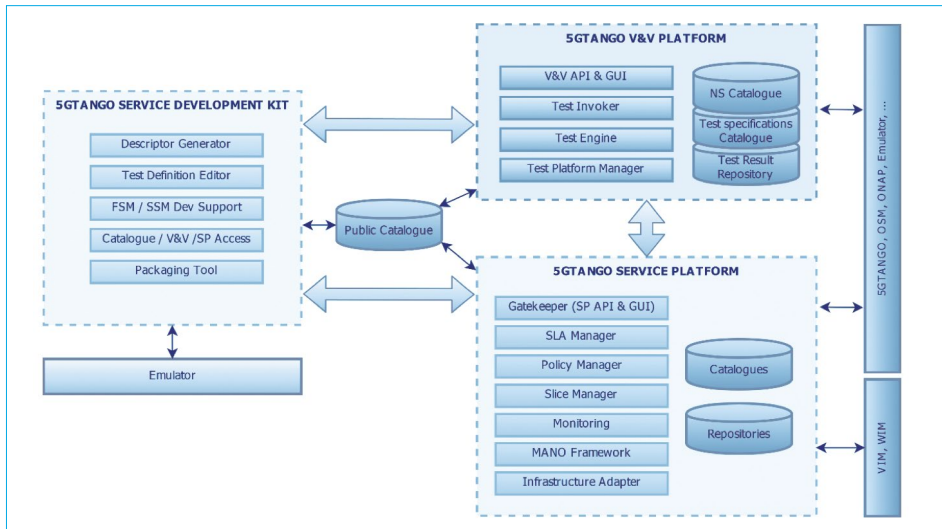 5GTANGO SERVICE DEVELOPMENT KIT
Descriptor Generator
Test Definition Editor
FSM / SSM Dev Support
Catalogue / V&V /SP Access
Packaging Tool
Emulator
Public Catalogue
5GTANGO V&V PLATFORM
V&V API & GUI
Test Invoker
Test Engine
Test Platform Manager
NS Catalogue
Test specifications
Catalogue
Test Result
Repository
5GTANGO SERVICE PLATFORM
Gatekeeper (SP API & GUI)
SLA Manager
Policy Manager
Slice Manager
Monitoring
MANO Framework
Infrastructure Adapter
Catalogues
Repositories
5GTANGO, OSM, ONAP, Emulator, ...
VIM, WIM